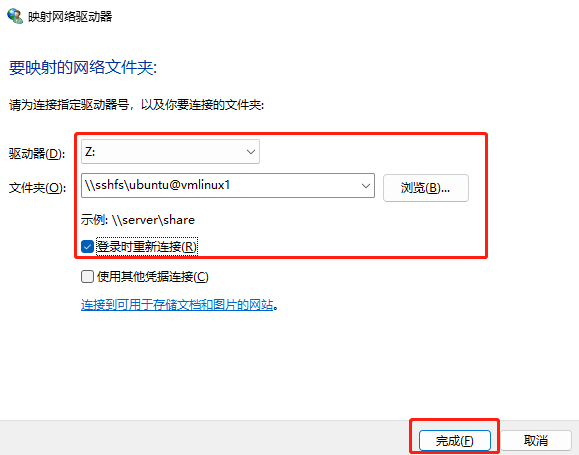 映射网络驱动器
要映射的网络文件夹:
请为连接指定驱动器号，以及你要连接的文件夹:
驱动器(D): Z:
文件夹(O): \\sshfs\ubuntu@vmlinux1 浏览(B)...
示例: \\server\share
登录时重新连接(R)
使用其他凭据连接(C)
连接到可用于存储文档和图片的网站。
完成(F) 取消